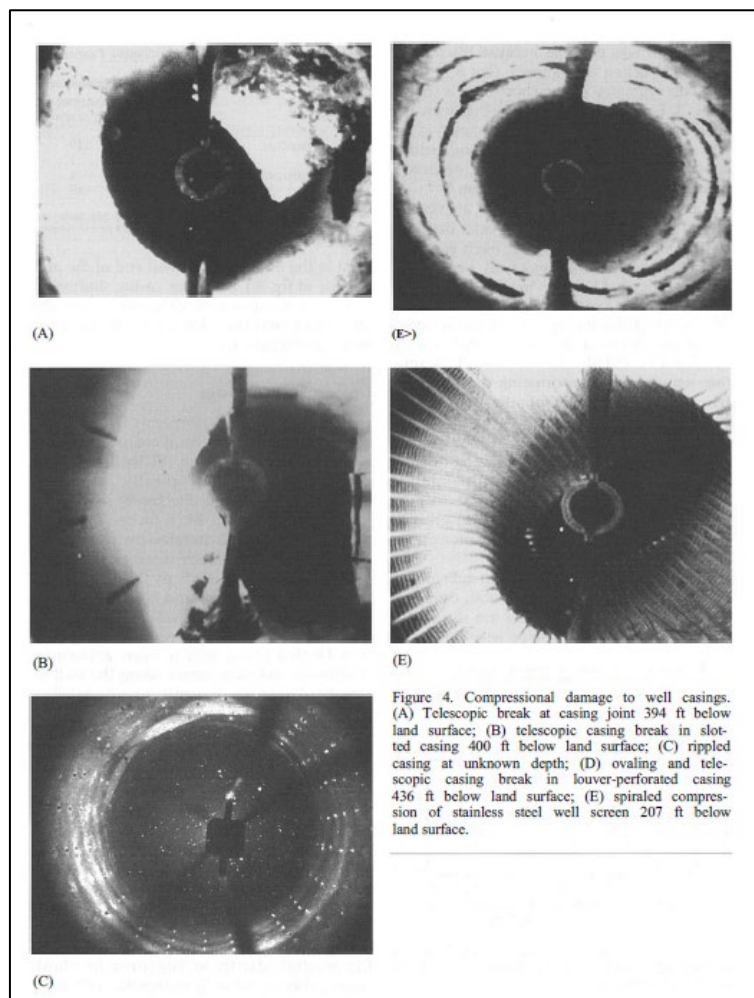 (A)
(E>)
(B)
(E)
Figure 4. Compressional damage to well casings.
(A) Telescopic break at casing joint 394 ft below
land surface; (B) telescopic casing break in slot-
ted casing 400 ft below land surface; (C) rippled
casing at unknown depth; (D) ovaling and tele-
scopic casing break in louver-perforated casing
436 ft below land surface; (E) spiraled compres-
sion of stainless steel well screen 207 ft below
land surface.
(C)